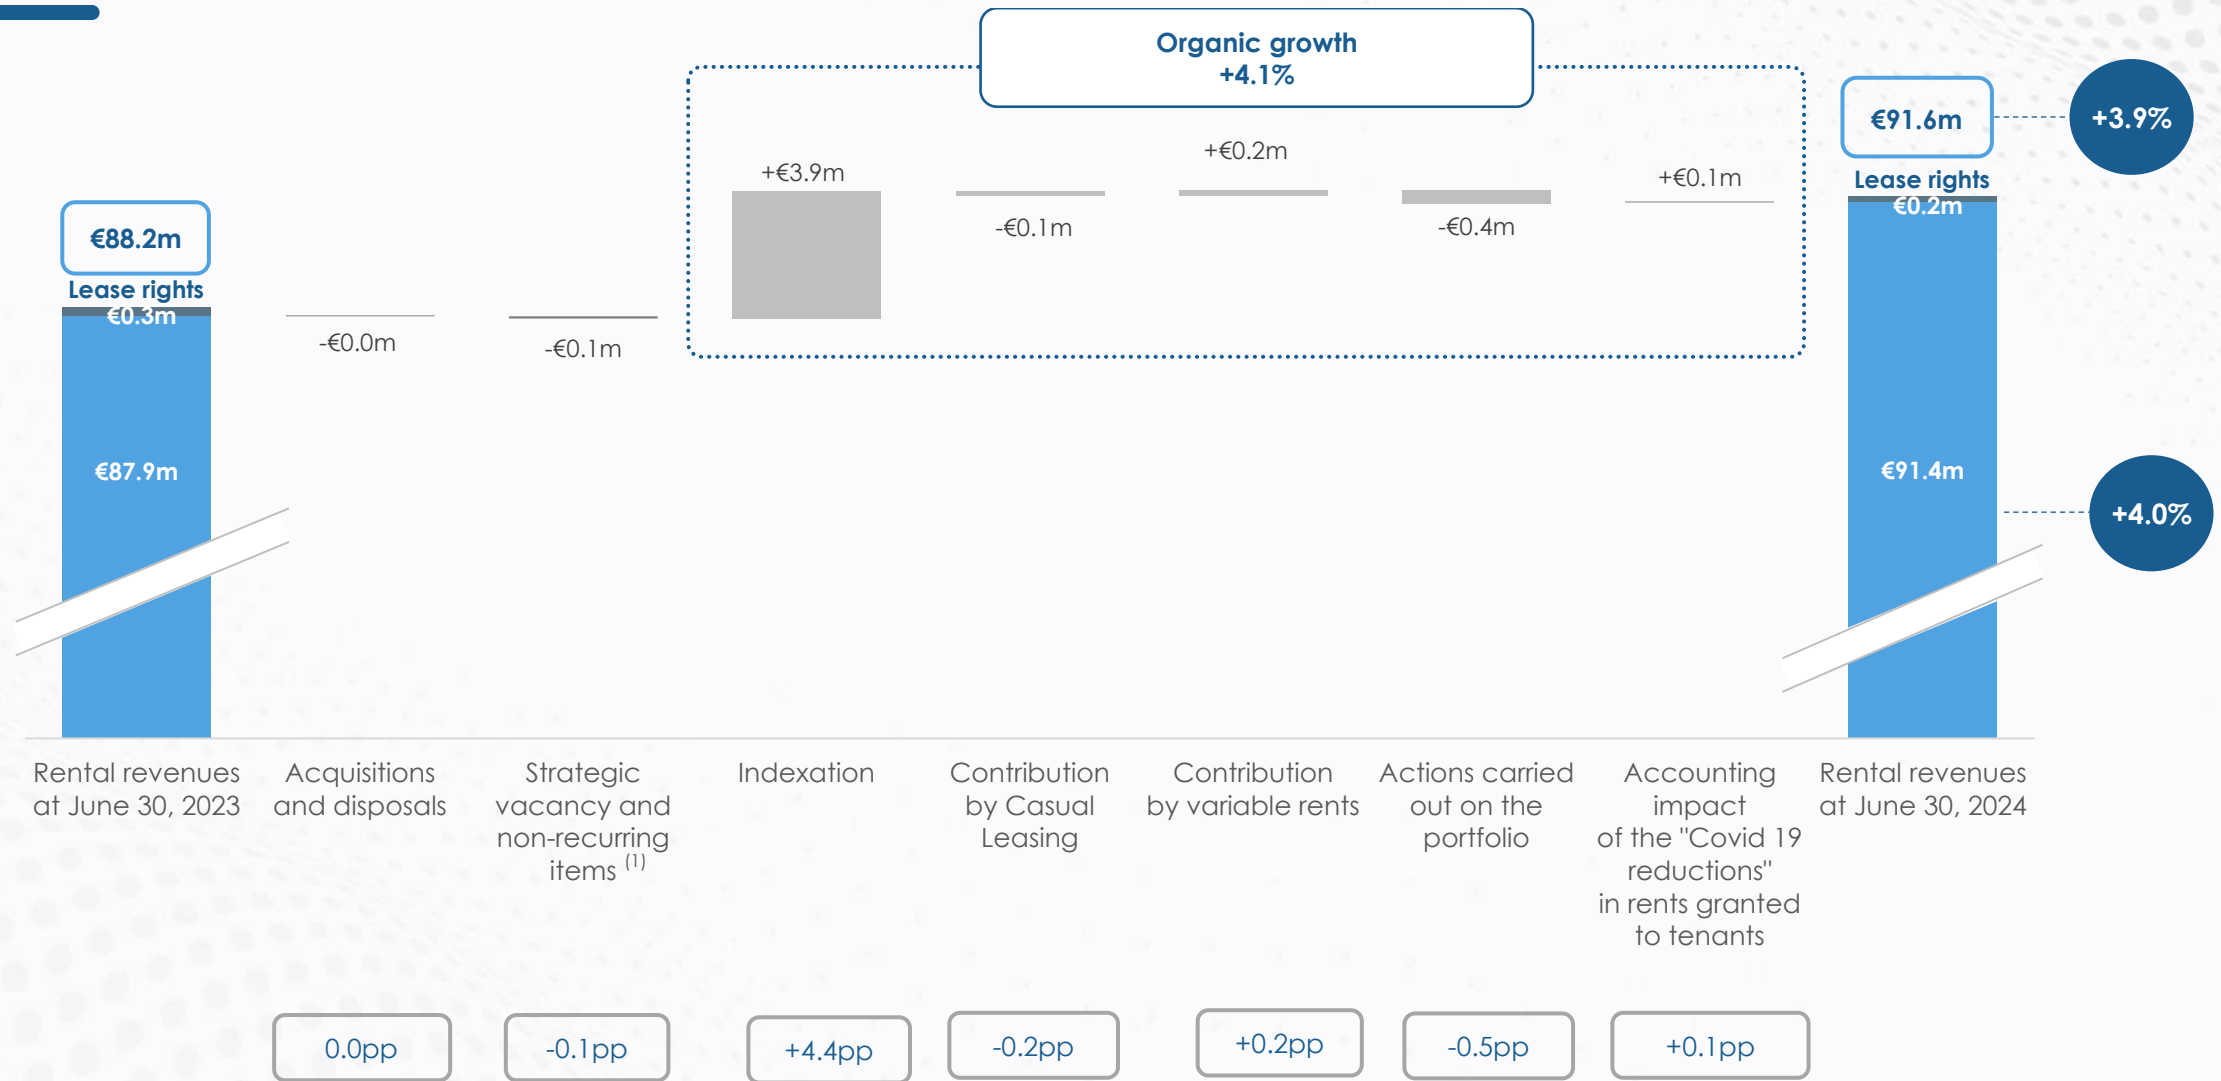 Organic growth
+4.1%
€88.2m
Lease rights
€0.3m
€87.9m
-€0.0m
-€0.1m
+€3.9m
-€0.1m
+€0.2m
-€0.4m
+€0.1m
€91.6m
+3.9%
Lease rights
€0.2m
€91.4m
+4.0%
Rental revenues
at June 30, 2023
Acquisitions
and disposals
Strategic
vacancy and
non-recurring
items (1)
Indexation
Contribution
by Casual
Leasing
Contribution
by variable rents
Actions carried
out on the
portfolio
Accounting
impact
of the "Covid 19
reductions"
in rents granted
to tenants
Rental revenues
at June 30, 2024
0.0pp
-0.1pp
+4.4pp
-0.2pp
+0.2pp
-0.5pp
+0.1pp